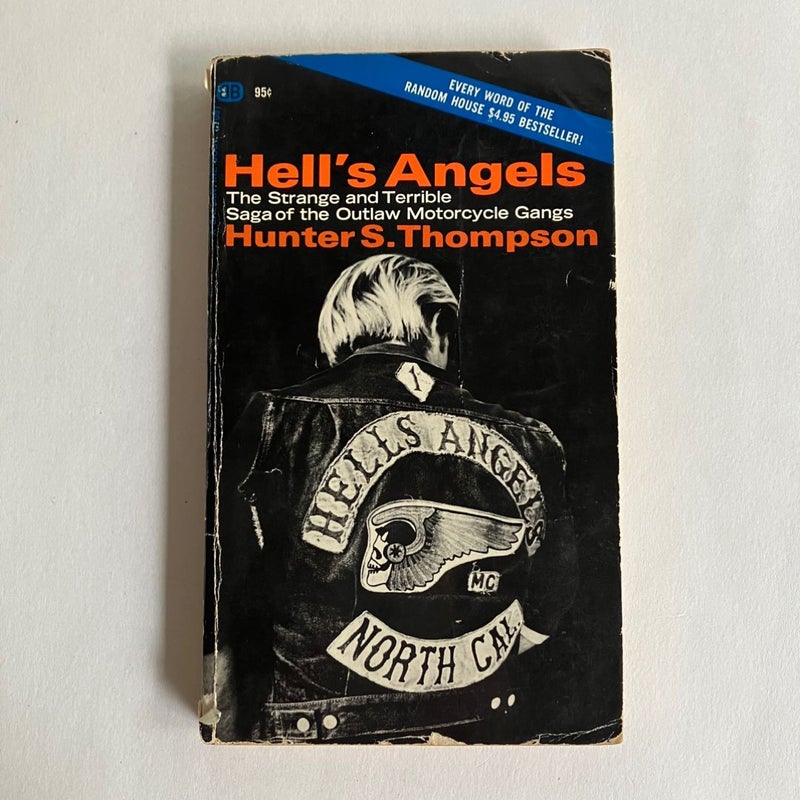 BB 95¢
EVERY WORD OF THE
RANDOM HOUSE $4.95 BESTSELLER!
Hell's Angels
The Strange and Terrible
Saga of the Outlaw Motorcycle Gangs
Hunter S. Thompson
1
HELLS ANGELS
MC
NORTH CAL.